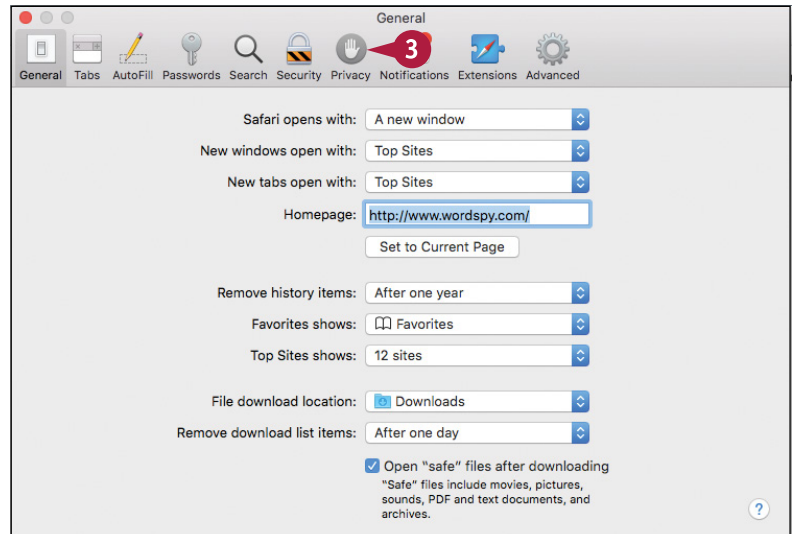 General
3
General Tabs AutoFill Passwords Search Security Privacy Notifications Extensions Advanced
Safari opens with: A new window
New windows open with: Top Sites
New tabs open with: Top Sites
Homepage: http://www.wordspy.com/
Set to Current Page
Remove history items: After one year
Favorites shows: Favorites
Top Sites shows: 12 sites
File download location: Downloads
Remove download list items: After one day
Open "safe" files after downloading
"Safe" files include movies, pictures,
sounds, PDF and text documents, and
archives.
?